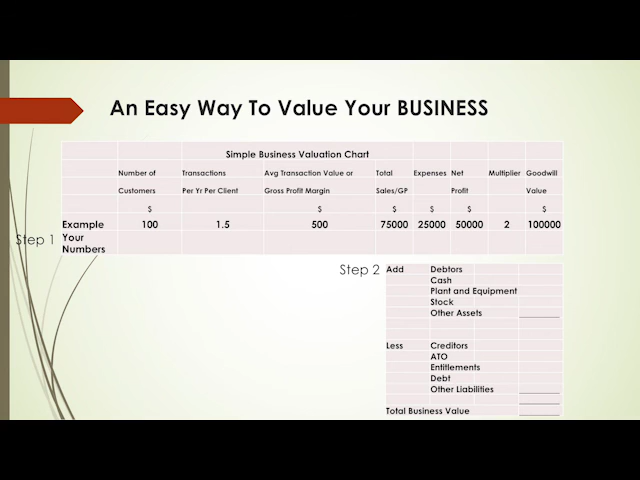 An Easy Way To Value Your BUSINESS
Simple Business Valuation Chart
Number of Transactions Avg Transaction Value or Total Expenses Net Multiplier Goodwill
Customers Per Yr Per Client Gross Profit Margin Sales/GP Profit Value
$ $ $ $ $ $
Example 100 1.5 500 75000 25000 50000 2 100000
Step 1 Your
Numbers
Step 2 Add Debtors
Cash
Plant and Equipment
Stock
Other Assets
Less Creditors
ATO
Entitlements
Debt
Other Liabilities
Total Business Value